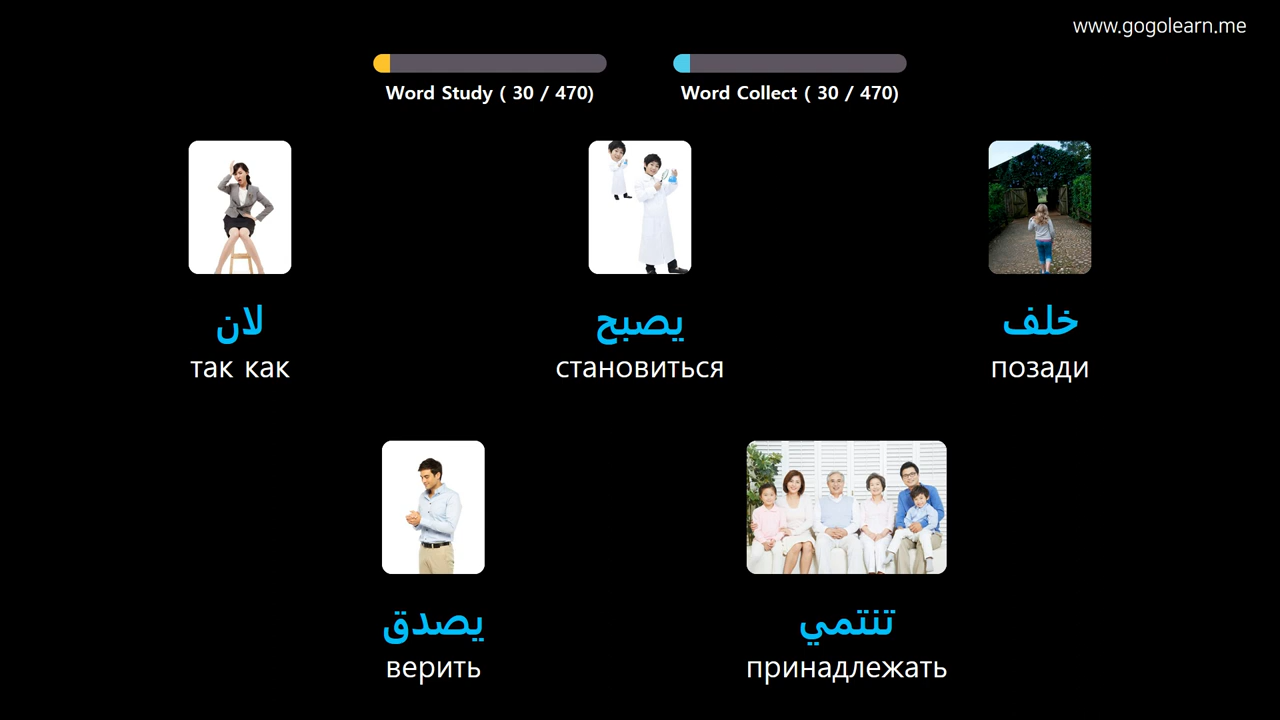 www.gogolearn.me
Word Study ( 30 / 470)
Word Collect ( 30 / 470)
لان
так как
يصبح
становиться
خلف
позади
يصدق
верить
تنتمي
принадлежать